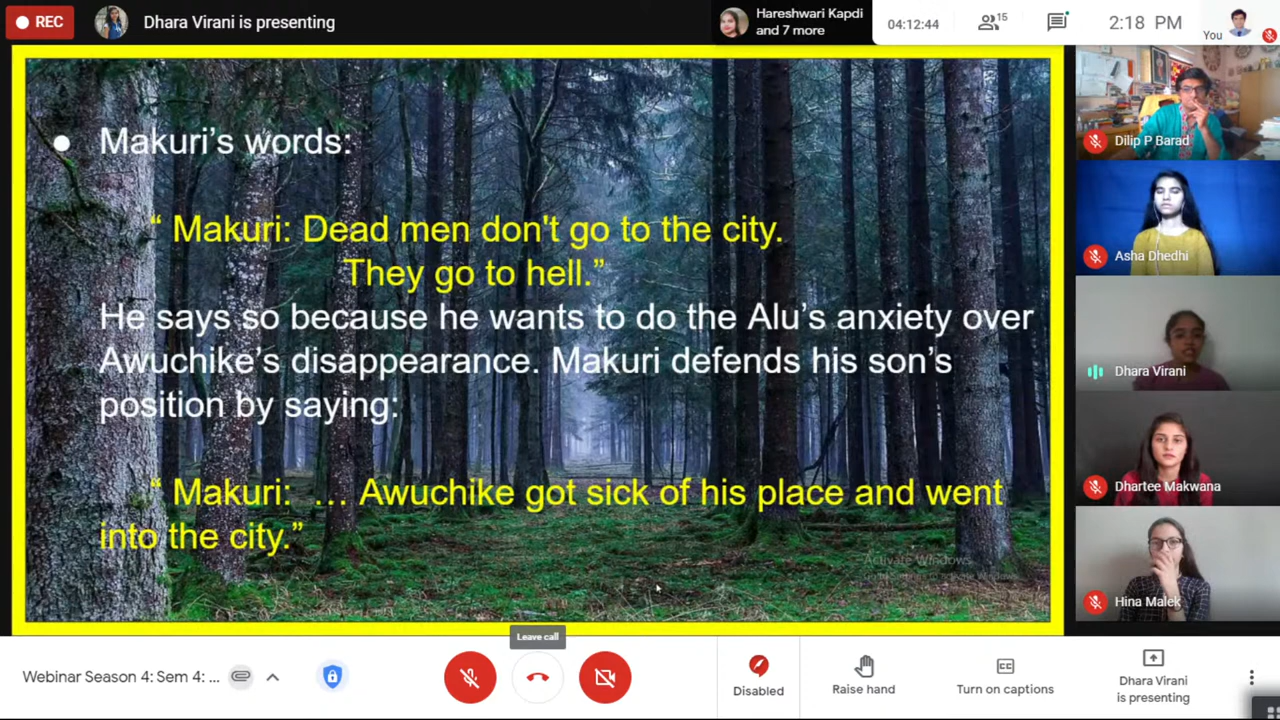 REC
Dhara Virani is presenting
Hareshwari Kapdi
and 7 more
04:12:44
15
2:18 PM
You
● Makuri's words:
“ Makuri: Dead men don't go to the city.
They go to hell.”
He says so because he wants to do the Alu's anxiety over
Awuchike's disappearance. Makuri defends his son's
position by saying:
“ Makuri: … Awuchike got sick of his place and went
into the city.”
Activate Windows
Dilip P Barad
Asha Dhedhi
Dhara Virani
Dhartee Makwana
Hina Malek
Leave call
Webinar Season 4: Sem 4: ...
Disabled
Raise hand
CC
Turn on captions
Dhara Virani
is presenting